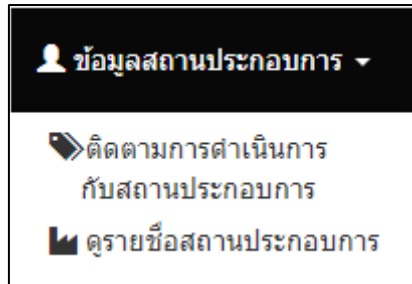 ข้อมูลสถานประกอบการ
ติดตามการดำเนินการ
กับสถานประกอบการ
ดูรายชื่อสถานประกอบการ